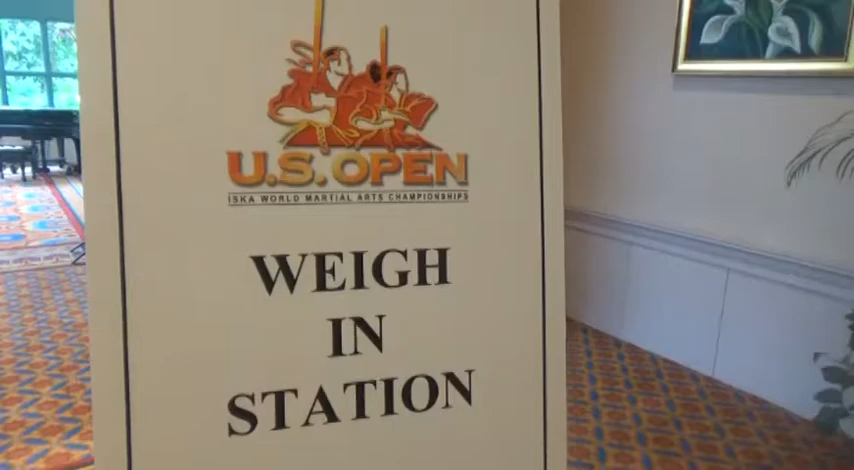 U.S. OPEN
ISKA WORLD MARTIAL ARTS CHAMPIONSHIPS
WEIGH
IN
STATION